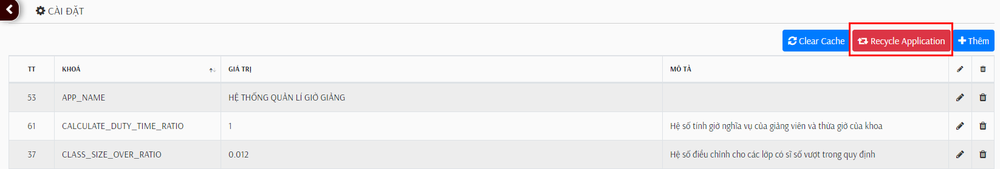 CÀI ĐẶT
Clear Cache Recycle Application Thêm
TT KHOÁ GIÁ TRỊ MÔ TẢ
53 APP_NAME HỆ THỐNG QUẢN LÍ GIỜ GIẢNG
61 CALCULATE_DUTY_TIME_RATIO 1 Hệ số tính giờ nghĩa vụ của giảng viên và thừa giờ của khoa
37 CLASS_SIZE_OVER_RATIO 0.012 Hệ số điều chỉnh cho các lớp có sĩ số vượt trong quy định